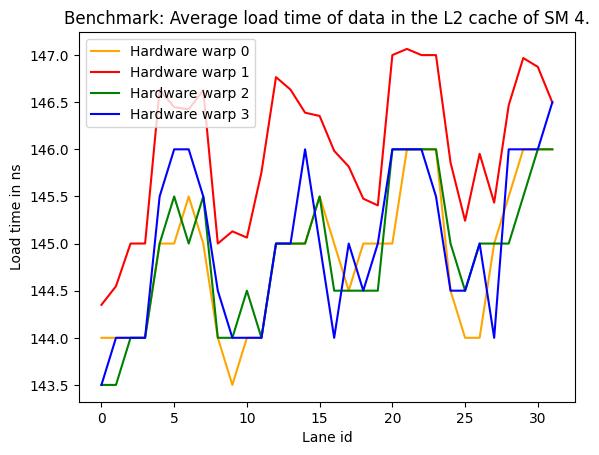 Benchmark: Average load time of data in the L2 cache of SM 4.
Hardware warp 0
Hardware warp 1
Hardware warp 2
Hardware warp 3
Load time in ns
147.0
146.5
146.0
145.5
145.0
144.5
144.0
143.5
0 5 10 15 20 25 30
Lane id